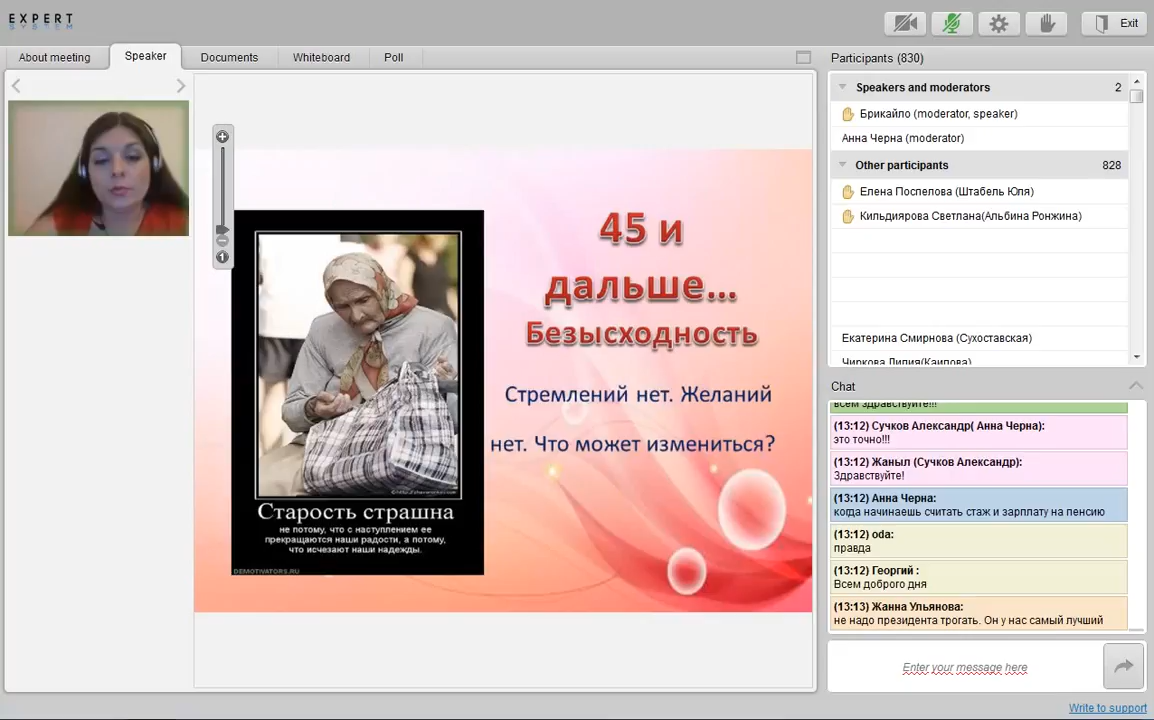 EXPERT
SYSTEM
Exit
About meeting
Speaker
Documents
Whiteboard
Poll
45 и
дальше...
Безысходность
Стремлений нет. Желаний
нет. Что может измениться?
Старость страшна
не потому, что с наступлением ее
прекращаются наши радости, а потому,
что исчезают наши надежды.
DEMOTIVATORS.RU
Participants (830)
Speakers and moderators 2
Брикайло (moderator, speaker)
Анна Черна (moderator)
Other participants 828
Елена Поспелова (Штабель Юля)
Кильдиярова Светлана(Альбина Ронжина)
Екатерина Смирнова (Сухоставская)
Чиркова Лилия(Каипова)
Chat
всем здравствуйте!!!
(13:12) Сучков Александр( Анна Черна):
это точно!!!
(13:12) Жаныл (Сучков Александр):
Здравствуйте!
(13:12) Анна Черна:
когда начинаешь считать стаж и зарплату на пенсию
(13:12) oda:
правда
(13:12) Георгий :
Всем доброго дня
(13:13) Жанна Ульянова:
не надо президента трогать. Он у нас самый лучший
Enter your message here
Write to support